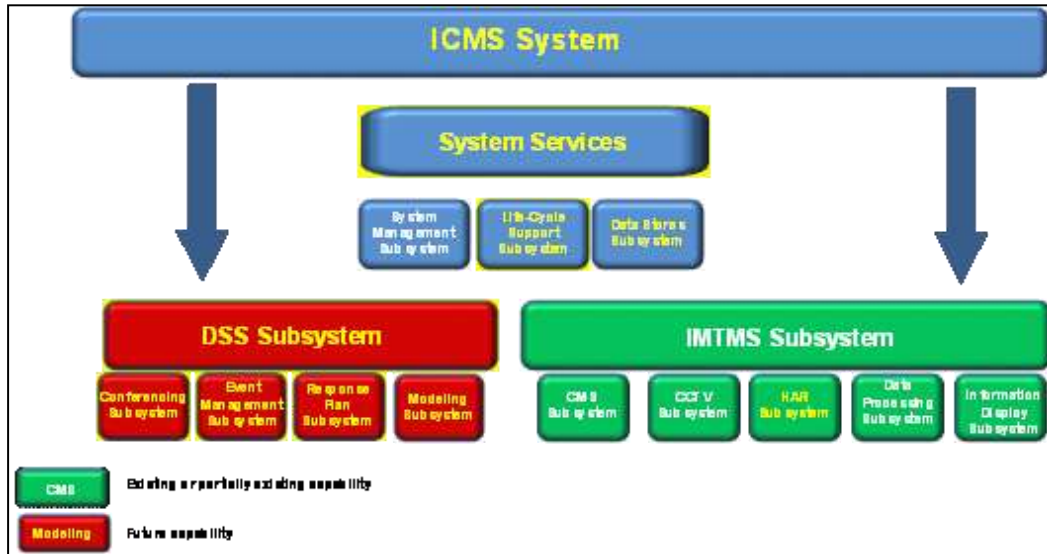 ICMS System
System Services
System
Management
Subsystem
Life-Cycle
Support
Subsystem
Data Stores
Subsystem
DSS Subsystem
IMTMS Subsystem
Conferencing
Subsystem
Event
Management
Subsystem
Response
Plan
Subsystem
Modeling
Subsystem
CMS
Subsystem
CCTV
Subsystem
HAR
Subsystem
Data
Processing
Subsystem
Information
Display
Subsystem
CMS
Existing or partially existing capability
Modeling
Future capability